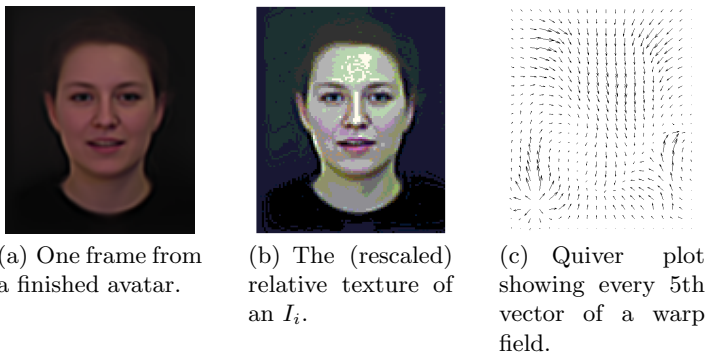 (a) One frame from
a finished avatar.
(b) The (rescaled)
relative texture of
an I_i.
(c) Quiver plot
showing every 5th
vector of a warp
field.